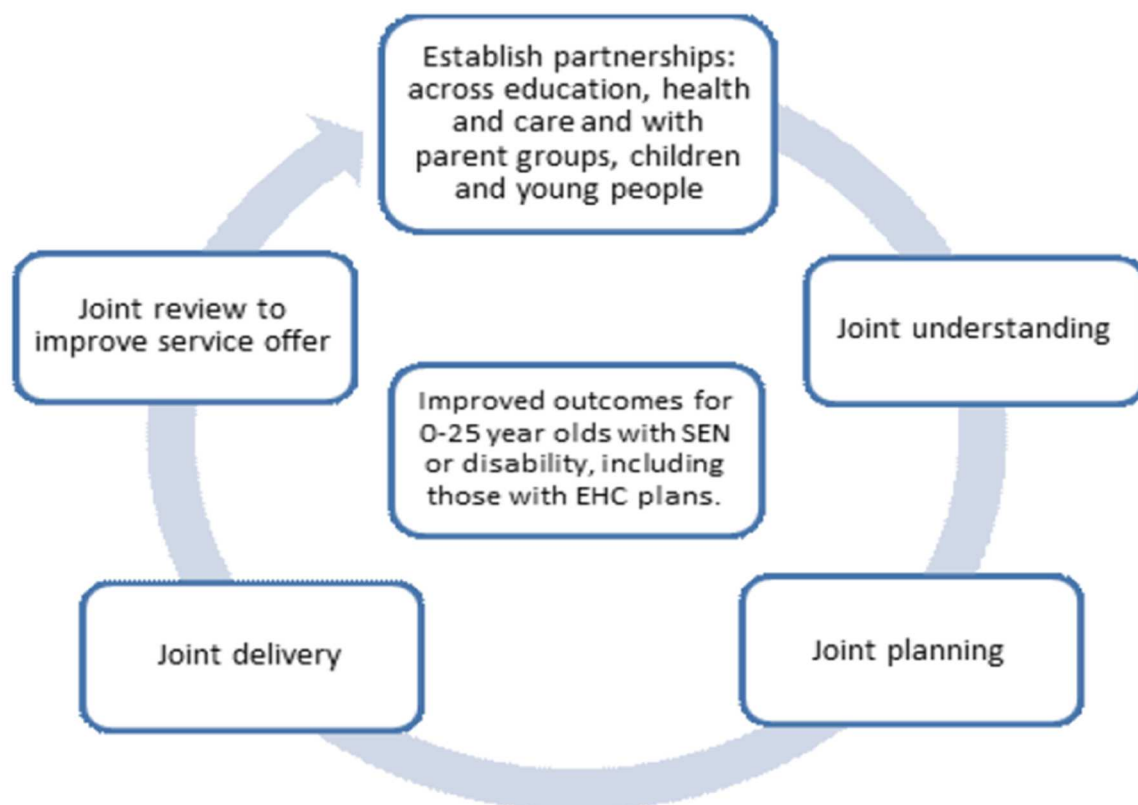 Establish partnerships:
across education, health
and care and with
parent groups, children
and young people
Joint understanding
Joint planning
Joint delivery
Joint review to
improve service offer
Improved outcomes for
0-25 year olds with SEN
or disability, including
those with EHC plans.